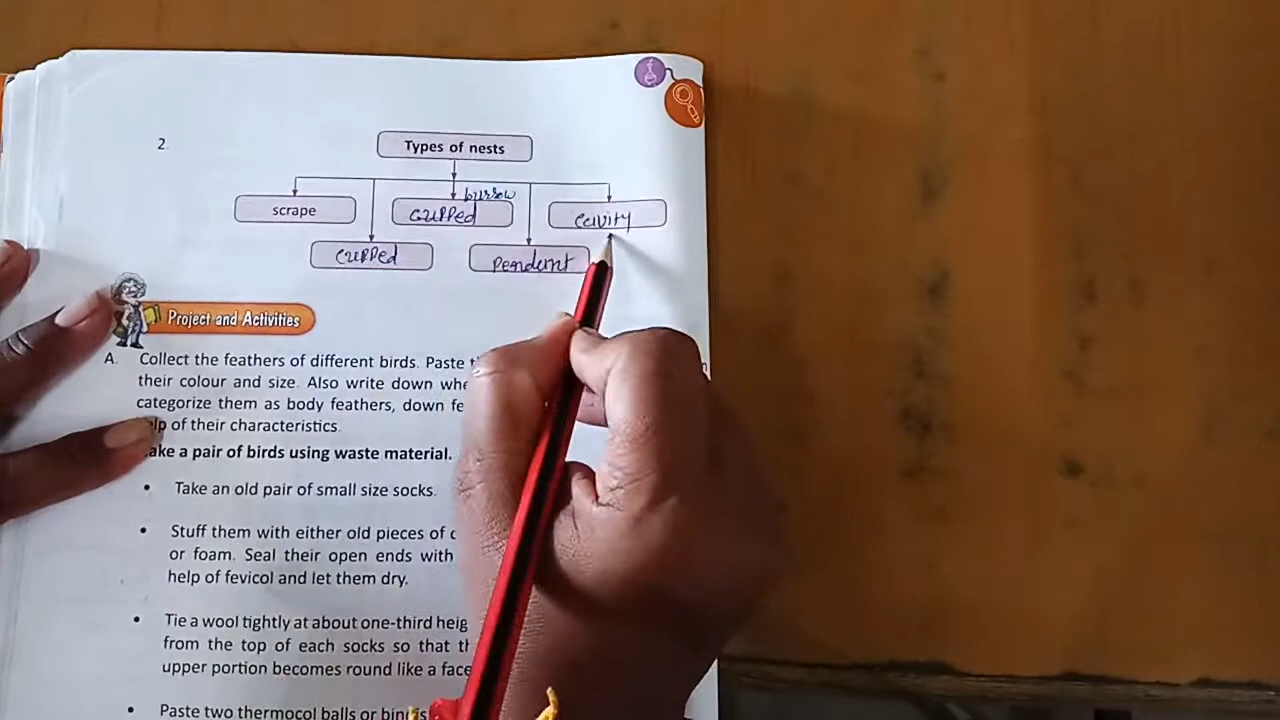 2.
Types of nests
burrow
scrape
cupped
cavity
cupped
pendent
Project and Activities
A. Collect the feathers of different birds. Paste
their colour and size. Also write down
categorize them as body feathers, down
of their characteristics.
a pair of birds using waste material.
• Take an old pair of small size socks.
• Stuff them with either old pieces of
or foam. Seal their open ends with
help of fevicol and let them dry.
• Tie a wool tightly at about one-third
from the top of each socks so that
upper portion becomes round like a face
• Paste two thermocol balls or